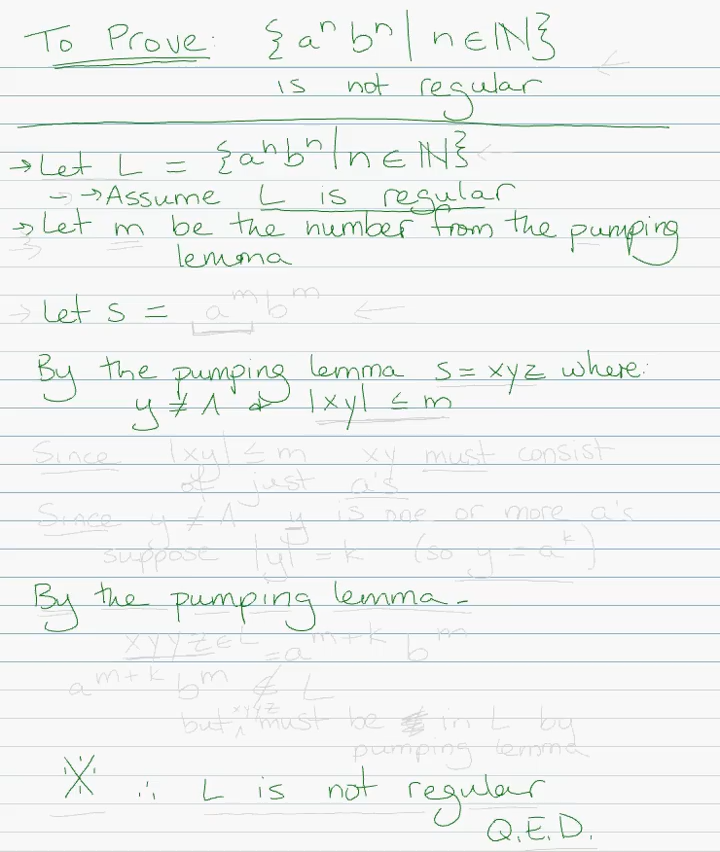 To Prove: {aⁿ bⁿ | n ∈ ℕ}
is not regular
→ Let L = {aⁿbⁿ | n ∈ ℕ} ←
→ → Assume L is regular
→ Let m be the number from the pumping
lemma
→ Let s = aᵐbᵐ ←
By the pumping lemma s = xyz where:
y ≠ Λ & |xy| ≤ m
Since |xy| ≤ m xy must consist
of just a's
Since y ≠ Λ y is one or more a's
suppose |y| = k (so y = aᵏ)
By the pumping lemma -
xyyz ∈ L = aᵐ⁺ᵏ bᵐ
aᵐ⁺ᵏ bᵐ ∉ L
but xyyz must be in L by
pumping lemma
∴ L is not regular
Q.E.D.